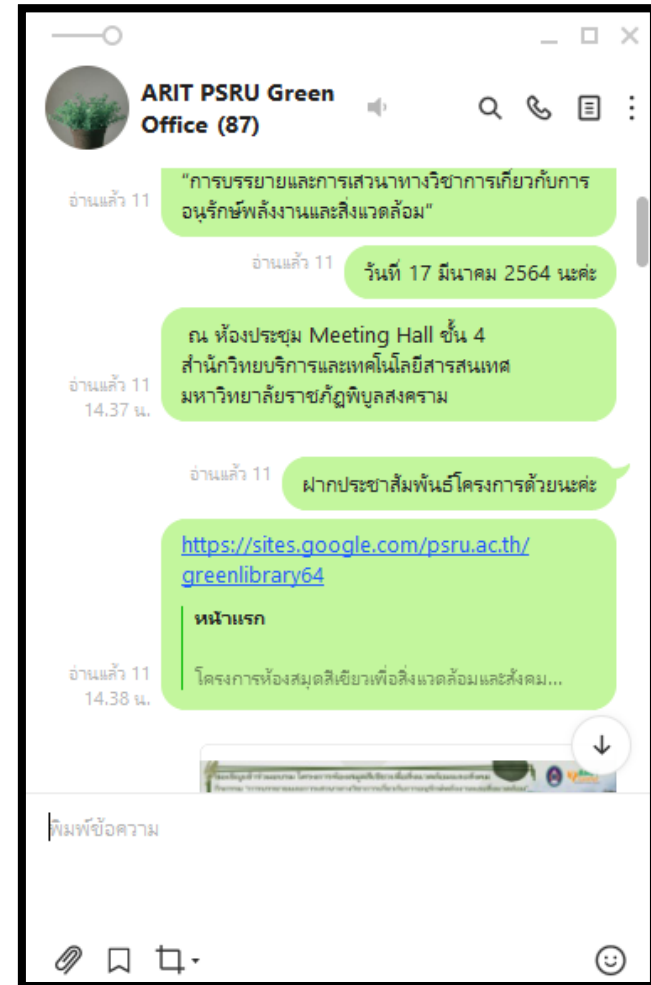 ARIT PSRU Green
Office (87)
"การบรรยายและการเสวนาทางวิชาการเกี่ยวกับการ
อนุรักษ์พลังงานและสิ่งแวดล้อม"
อ่านแล้ว 11
อ่านแล้ว 11
วันที่ 17 มีนาคม 2564 นะค่ะ
ณ ห้องประชุม Meeting Hall ชั้น 4
สำนักวิทยบริการและเทคโนโลยีสารสนเทศ
มหาวิทยาลัยราชภัฏพิบูลสงคราม
อ่านแล้ว 11
14.37 น.
อ่านแล้ว 11
ฝากประชาสัมพันธ์โครงการด้วยนะค่ะ
https://sites.google.com/psru.ac.th/
greenlibrary64
หน้าแรก
โครงการห้องสมุดสีเขียวเพื่อสิ่งแวดล้อมและสังคม...
อ่านแล้ว 11
14.38 น.
พิมพ์ข้อความ